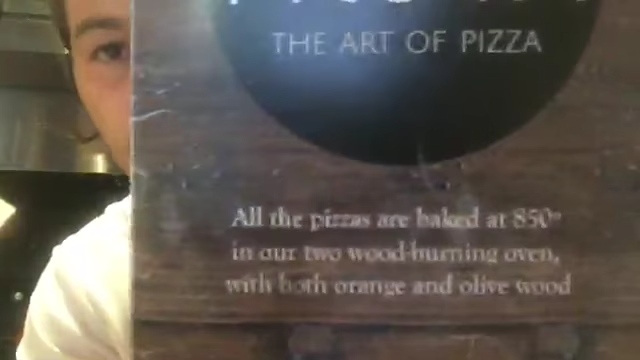 THE ART OF PIZZA
All the pizzas are baked at 850º
in our two wood-burning oven,
with both orange and olive wood